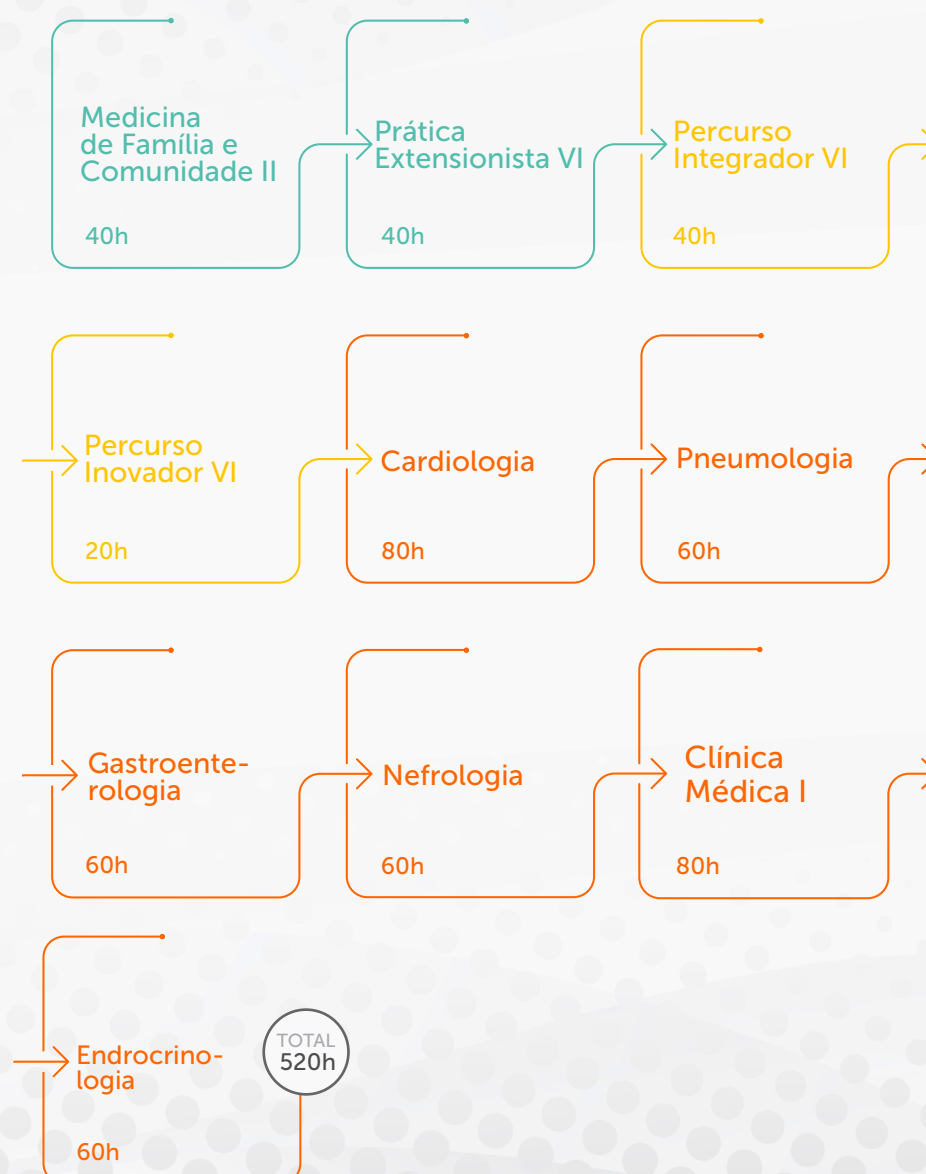 Medicina
de Família e
Comunidade II
40h
Prática
Extensionista VI
40h
Percurso
Integrador VI
40h
Percurso
Inovador VI
20h
Cardiologia
80h
Pneumologia
60h
Gastroente-
rologia
60h
Nefrologia
60h
Clínica
Médica I
80h
Endrocrino-
logia
60h
TOTAL
520h